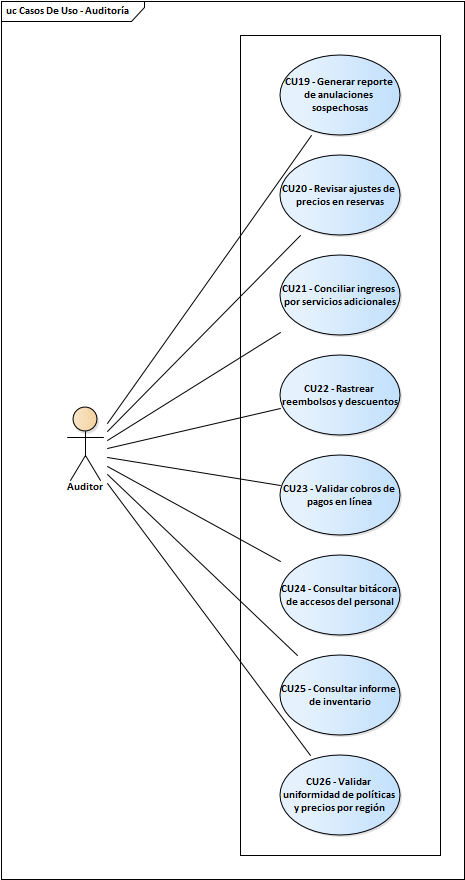 uc Casos De Uso - Auditoría
CU19 - Generar reporte
de anulaciones
sospechosas
CU20 - Revisar ajustes de
precios en reservas
CU21 - Conciliar ingresos
por servicios adicionales
CU22 - Rastrear
reembolsos y descuentos
Auditor
CU23 - Validar cobros de
pagos en línea
CU24 - Consultar bitácora
de accesos del personal
CU25 - Consultar informe
de inventario
CU26 - Validar
uniformidad de políticas
y precios por región